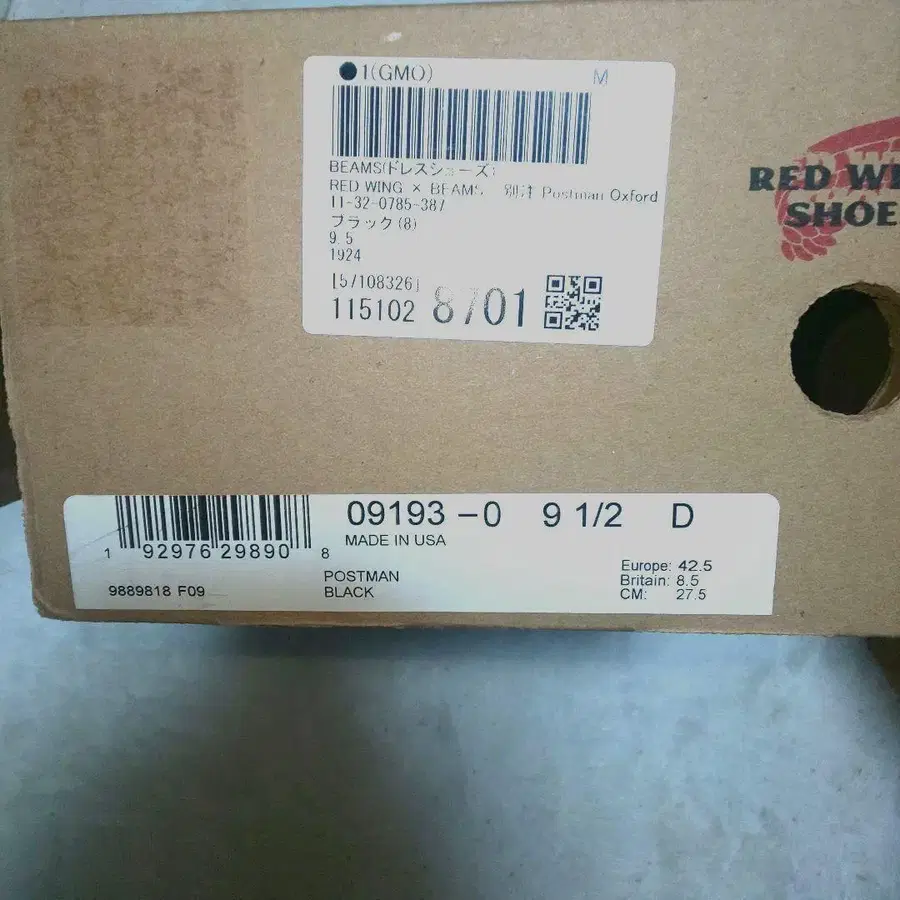 ●1(GMO) M
BEAMS(ドレスシューズ)
RED WING × BEAMS 別注 Postman Oxford
11-32-0785-387
ブラック(8)
9.5
1924
[57108326]
115102 8701
RED WI
SHOE
09193 -0 9 1/2 D
MADE IN USA
1 92976 29890 8
Europe: 42.5
POSTMAN
Britain: 8.5
9889818 F09
BLACK
CM: 27.5